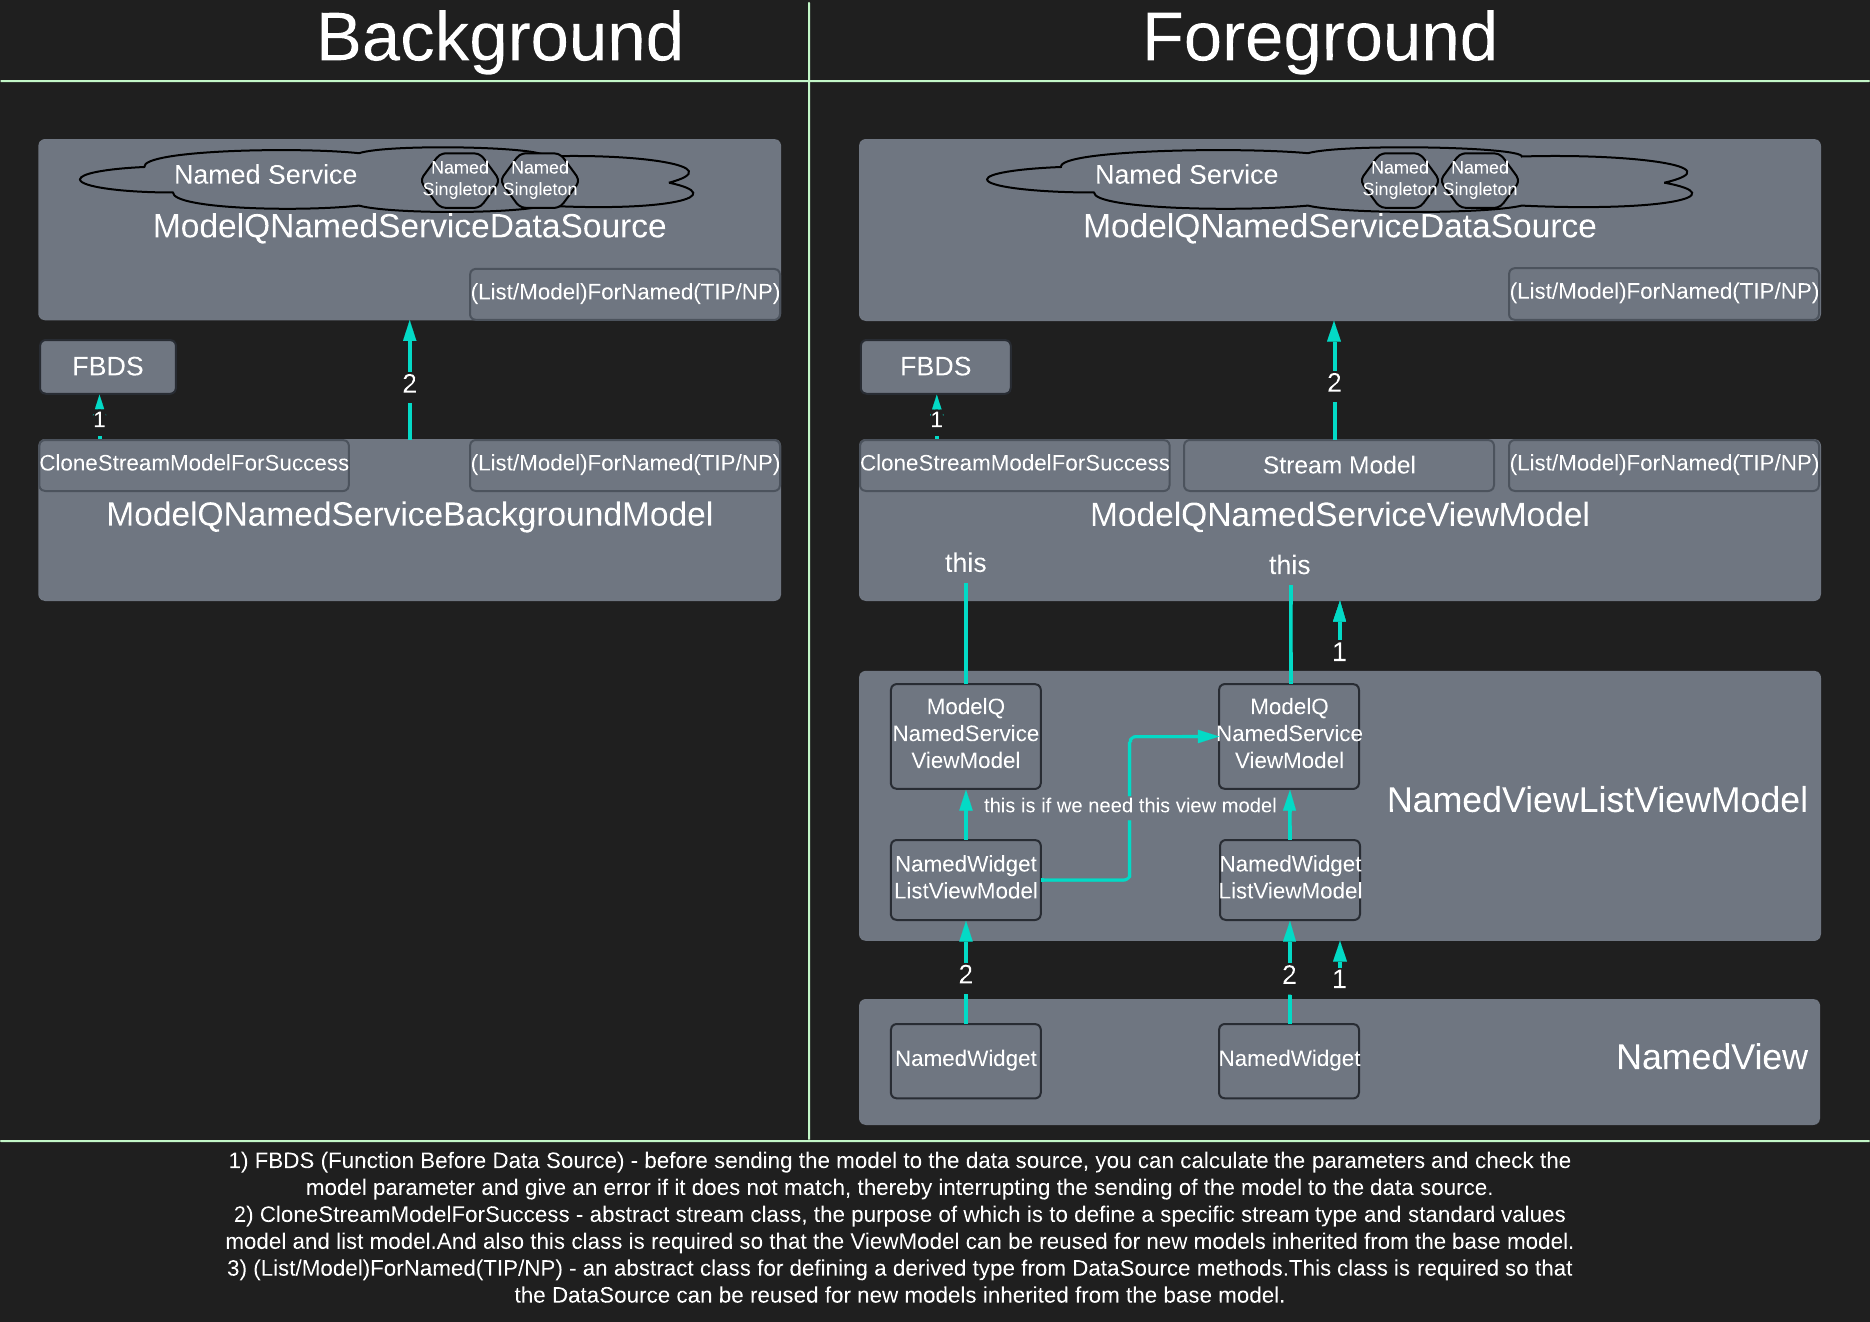 Background
Foreground
Named Service
Named
Singleton
Named
Singleton
ModelQNamedServiceDataSource
(List/Model)ForNamed(TIP/NP)
FBDS
1
2
CloneStreamModelForSuccess
(List/Model)ForNamed(TIP/NP)
ModelQNamedServiceBackgroundModel
Named Service
Named
Singleton
Named
Singleton
ModelQNamedServiceDataSource
(List/Model)ForNamed(TIP/NP)
FBDS
1
2
CloneStreamModelForSuccess
Stream Model
(List/Model)ForNamed(TIP/NP)
ModelQNamedServiceViewModel
this
this
1
ModelQ
NamedService
ViewModel
ModelQ
NamedService
ViewModel
this is if we need this view model
NamedViewListViewModel
NamedWidget
ListViewModel
NamedWidget
ListViewModel
2
2
1
NamedWidget
NamedWidget
NamedView
1) FBDS (Function Before Data Source) - before sending the model to the data source, you can calculate the parameters and check the
model parameter and give an error if it does not match, thereby interrupting the sending of the model to the data source.
2) CloneStreamModelForSuccess - abstract stream class, the purpose of which is to define a specific stream type and standard values
model and list model.And also this class is required so that the ViewModel can be reused for new models inherited from the base model.
3) (List/Model)ForNamed(TIP/NP) - an abstract class for defining a derived type from DataSource methods.This class is required so that
the DataSource can be reused for new models inherited from the base model.